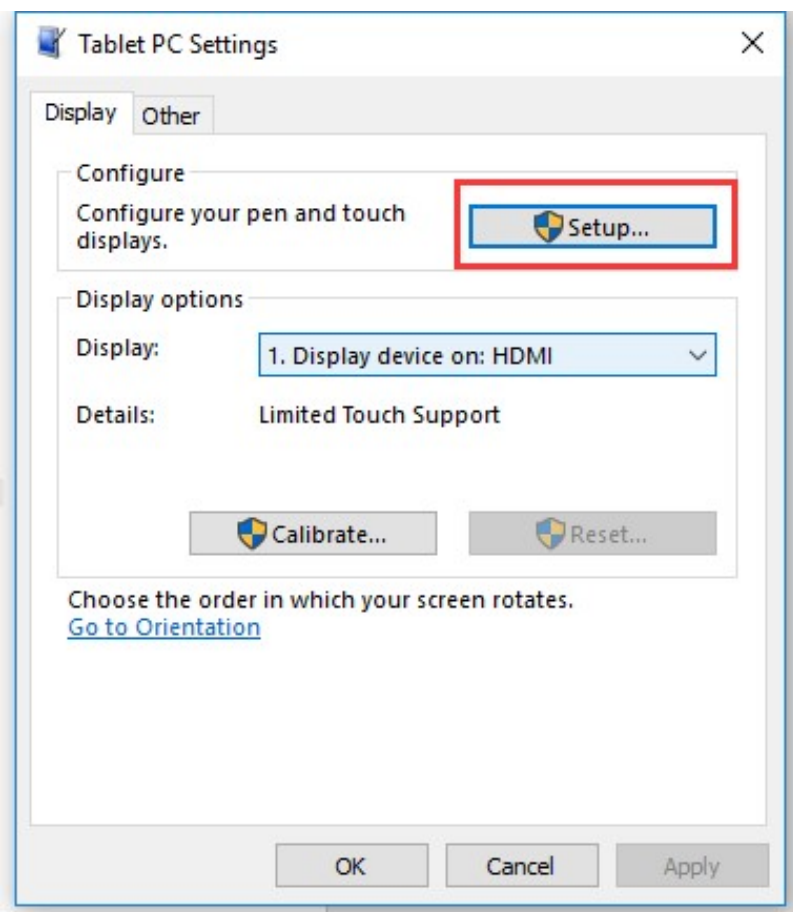 Tablet PC Settings
Display
Other
Configure
Configure your pen and touch
displays.
Setup...
Display options
Display:
1. Display device on: HDMI
Details:
Limited Touch Support
Calibrate...
Reset...
Choose the order in which your screen rotates.
Go to Orientation
OK
Cancel
Apply